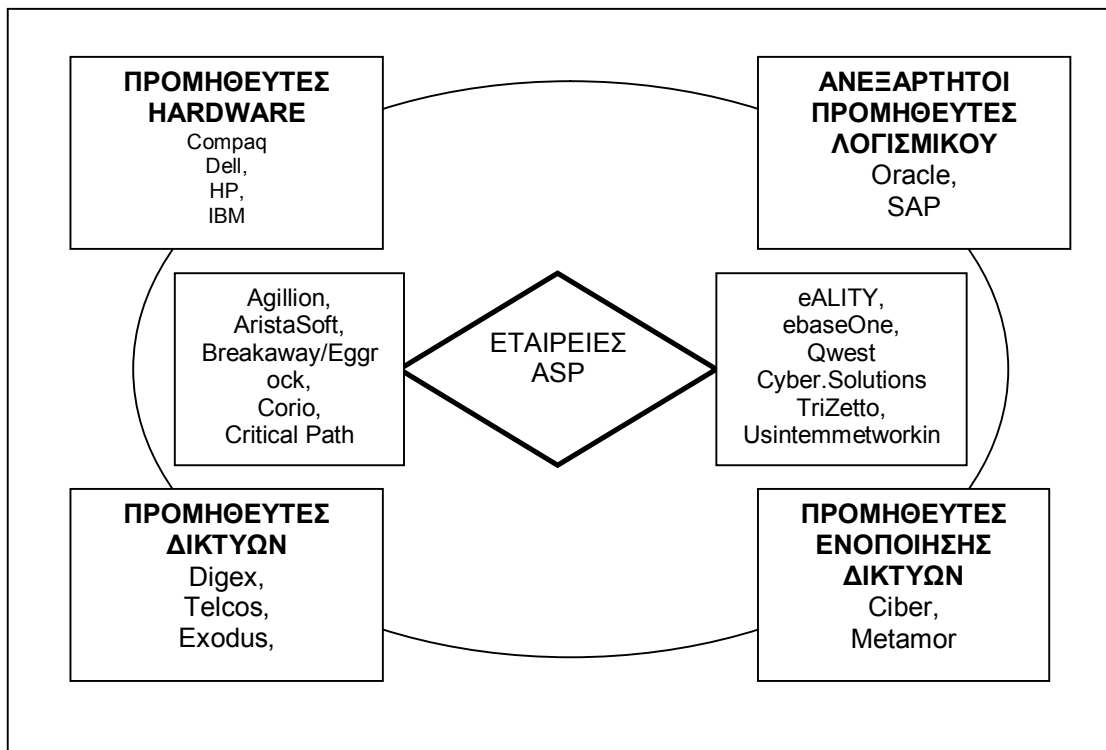 ΠΡΟΜΗΘΕΥΤΕΣ
HARDWARE
Compaq
Dell,
HP,
IBM
ΑΝΕΞΑΡΤΗΤΟΙ
ΠΡΟΜΗΘΕΥΤΕΣ
ΛΟΓΙΣΜΙΚΟΥ
Oracle,
SAP
Agillion,
AristaSoft,
Breakaway/Eggr
ock,
Corio,
Critical Path
ΕΤΑΙΡΕΙΕΣ
ASP
eALITY,
ebaseOne,
Qwest
Cyber.Solutions
TriZetto,
Usintemmetworkin
ΠΡΟΜΗΘΕΥΤΕΣ
ΔΙΚΤΥΩΝ
Digex,
Telcos,
Exodus,
ΠΡΟΜΗΘΕΥΤΕΣ
ΕΝΟΠΟΙΗΣΗΣ
ΔΙΚΤΥΩΝ
Ciber,
Metamor